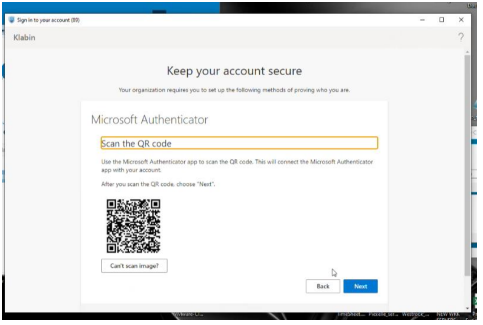 Sign in to your account (09)
Klabin
?
Keep your account secure
Your organization requires you to set up the following methods of proving who you are.
Microsoft Authenticator
Scan the QR code
Use the Microsoft Authenticator app to scan the QR code. This will connect the Microsoft Authenticator
app with your account.
After you scan the QR code, choose "Next".
Can't scan image?
Back Next